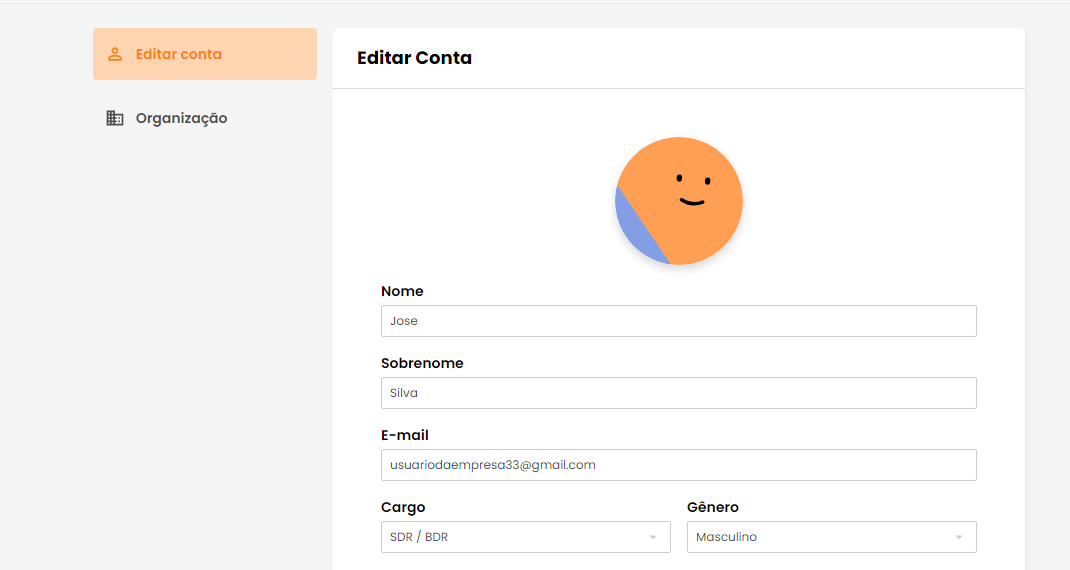 Editar conta
Organização
Editar Conta
Nome
Jose
Sobrenome
Silva
E-mail
usuariodaempresa33@gmail.com
Cargo Gênero
SDR / BDR Masculino